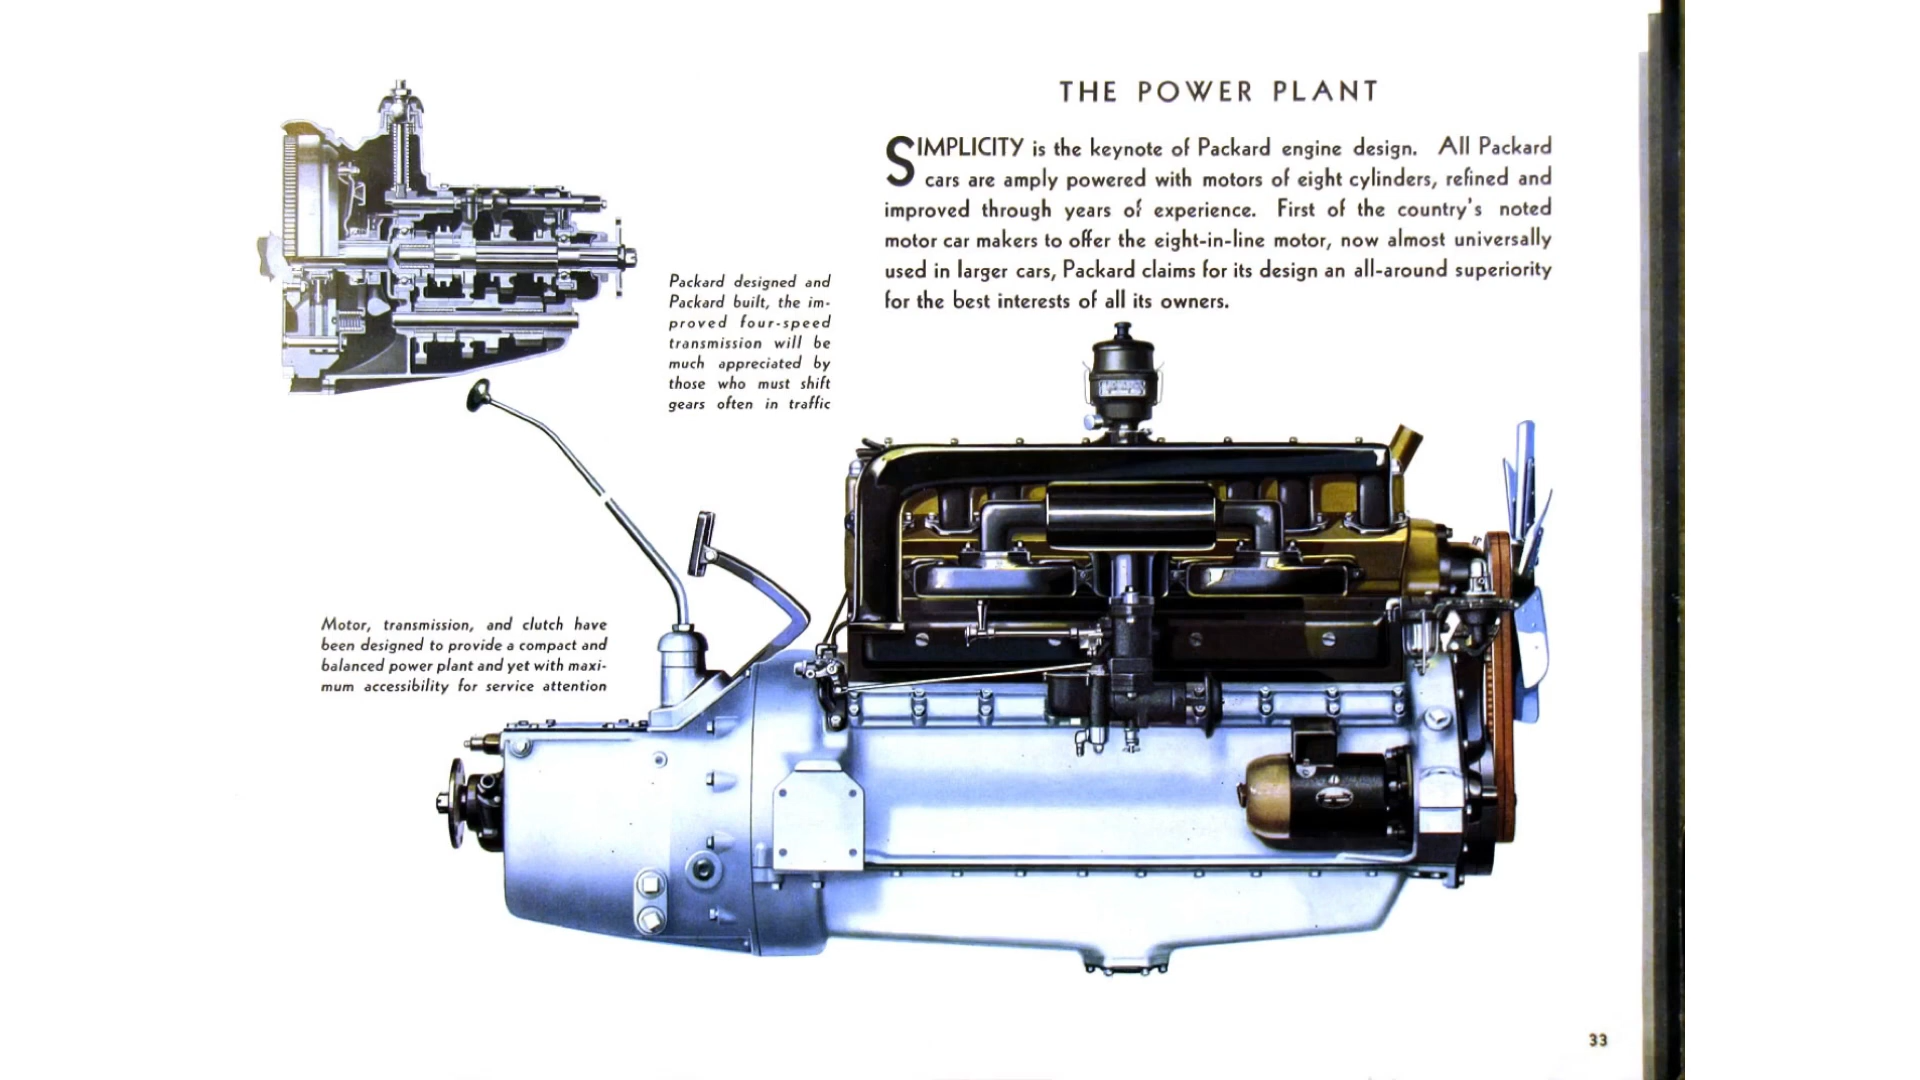 THE POWER PLANT
SIMPLICITY is the keynote of Packard engine design. All Packard
cars are amply powered with motors of eight cylinders, refined and
improved through years of experience. First of the country's noted
motor car makers to offer the eight-in-line motor, now almost universally
used in larger cars, Packard claims for its design an all-around superiority
for the best interests of all its owners.
Packard designed and
Packard built, the im-
proved four-speed
transmission will be
much appreciated by
those who must shift
gears often in traffic
Motor, transmission, and clutch have
been designed to provide a compact and
balanced power plant and yet with maxi-
mum accessibility for service attention
33